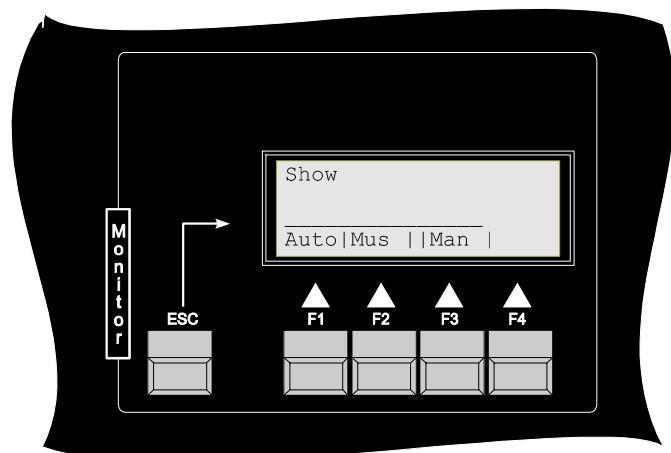 Show
Auto|Mus ||Man |
Monitor
ESC
F1 F2 F3 F4